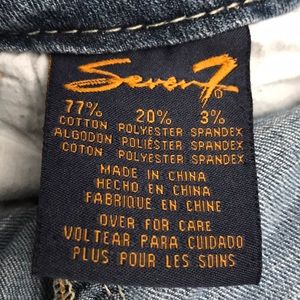 Seven7
77% 20% 3%
COTTON POLYESTER SPANDEX
ALGODON POLIÉSTER SPANDEX
COTON POLYESTER SPANDEX
MADE IN CHINA
HECHO EN CHINA
FABRIQUE EN CHINE
OVER FOR CARE
VOLTEAR PARA CUIDADO
PLUS POUR LES SOINS